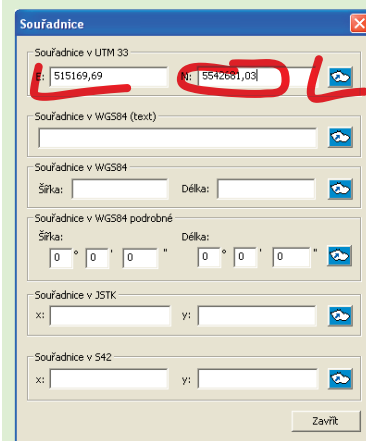 Souřadnice
Souřadnice v UTM 33
E: 515169,69 N: 5542681,03
Souřadnice v WGS84 (text)
Souřadnice v WGS84
Šířka: Délka:
Souřadnice v WGS84 podrobné
Šířka: Délka:
0 ° 0 ' 0 " 0 ° 0 ' 0 "
Souřadnice v JSTK
x: y:
Souřadnice v S42
x: y:
Zavřít